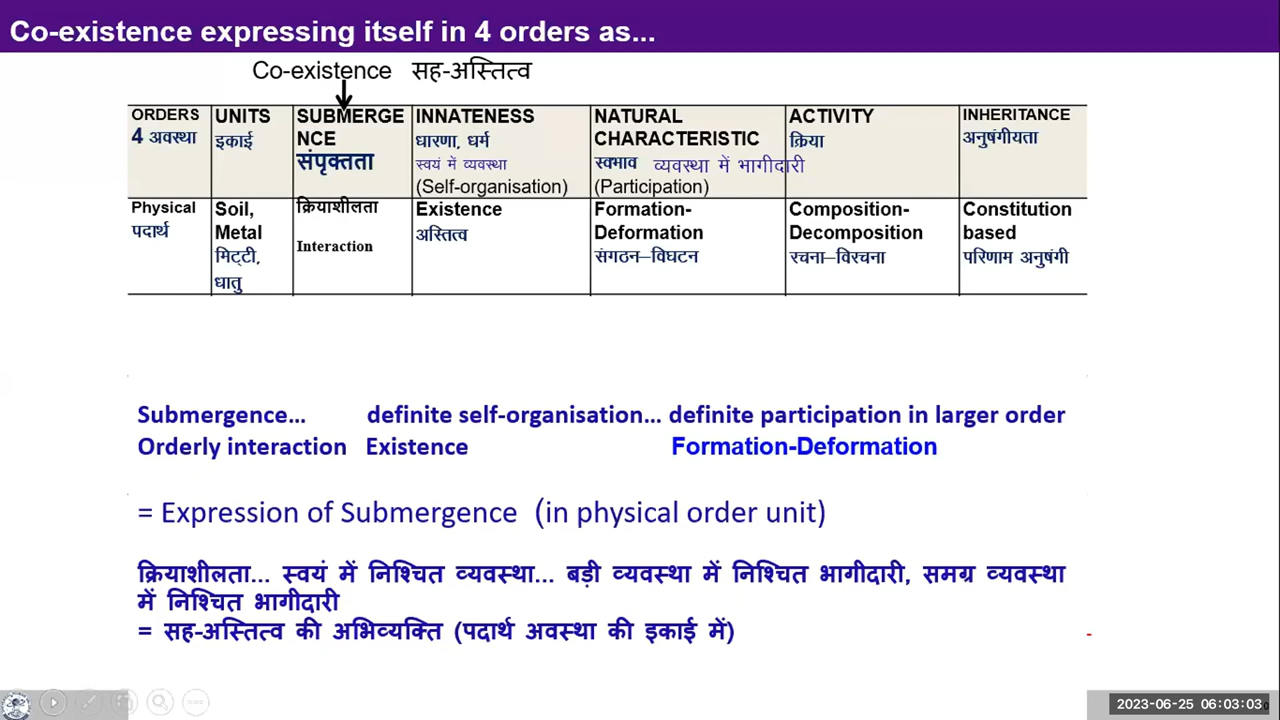 Co-existence expressing itself in 4 orders as...
Co-existence सह-अस्तित्व
ORDERS
4 अवस्था
UNITS
इकाई
SUBMERGE
NCE
संपृक्तता
INNATENESS
धारणा, धर्म
स्वयं में व्यवस्था
(Self-organisation)
NATURAL
CHARACTERISTIC
स्वभाव व्यवस्था में भागीदारी
(Participation)
ACTIVITY
क्रिया
INHERITANCE
अनुषंगीयता
Physical
पदार्थ
Soil,
Metal
मिट्टी,
धातु
क्रियाशीलता
Interaction
Existence
अस्तित्व
Formation-
Deformation
संगठन–विघटन
Composition-
Decomposition
रचना–विरचना
Constitution
based
परिणाम अनुषंगी
Submergence... definite self-organisation... definite participation in larger order
Orderly interaction Existence Formation-Deformation
= Expression of Submergence (in physical order unit)
क्रियाशीलता... स्वयं में निश्चित व्यवस्था... बड़ी व्यवस्था में निश्चित भागीदारी, समग्र व्यवस्था
में निश्चित भागीदारी
= सह-अस्तित्व की अभिव्यक्ति (पदार्थ अवस्था की इकाई में)
2023-06-25 06:03:03